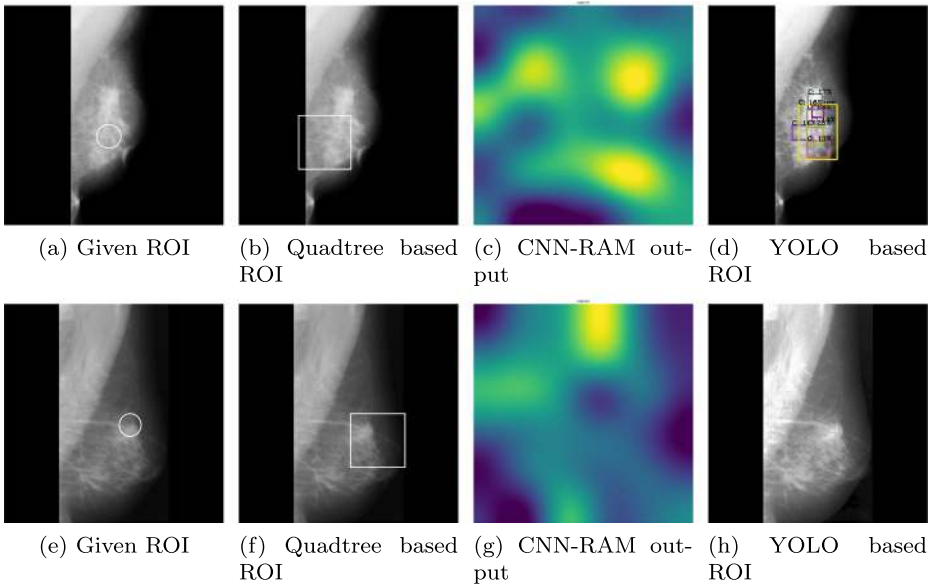 (a) Given ROI
(b) Quadtree based
ROI
(c) CNN-RAM out-
put
(d) YOLO based
ROI
(e) Given ROI
(f) Quadtree based
ROI
(g) CNN-RAM out-
put
(h) YOLO based
ROI